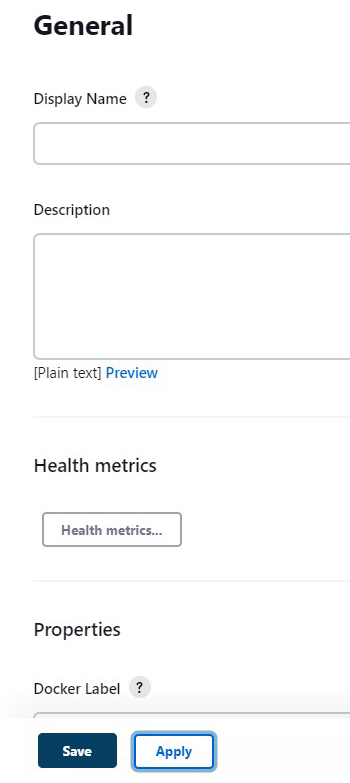 General
Display Name ?
Description
[Plain text] Preview
Health metrics
Health metrics...
Properties
Docker Label ?
Save Apply